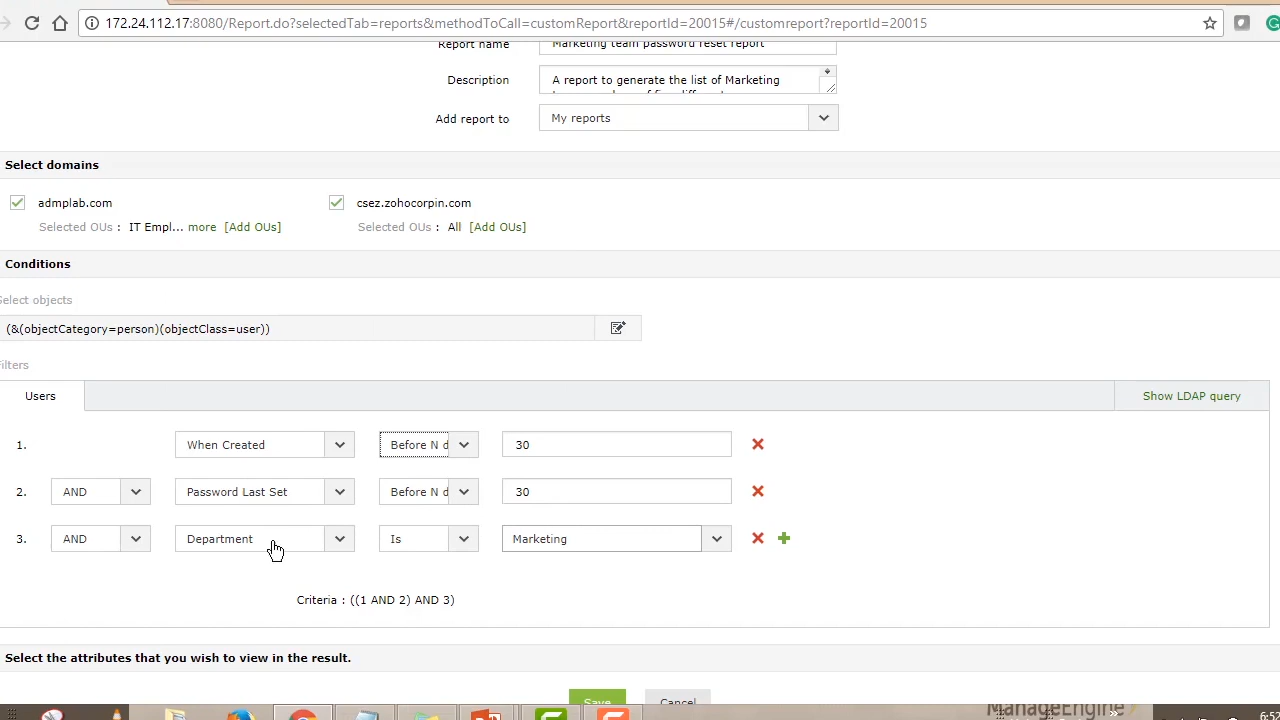 172.24.112.17:8080/Report.do?selectedTab=reports&methodToCall=customReport&reportId=20015#/customreport?reportId=20015
Report name Marketing team password reset report
Description A report to generate the list of Marketing
Add report to My reports
Select domains
admplab.com csez.zohocorpin.com
Selected OUs : IT Empl... more [Add OUs] Selected OUs : All [Add OUs]
Conditions
Select objects
(&(objectCategory=person)(objectClass=user))
Filters
Users Show LDAP query
1. When Created Before N d 30
2. AND Password Last Set Before N d 30
3. AND Department Is Marketing
Criteria : ((1 AND 2) AND 3)
Select the attributes that you wish to view in the result.
Save Cancel
ManageEngine
6:52